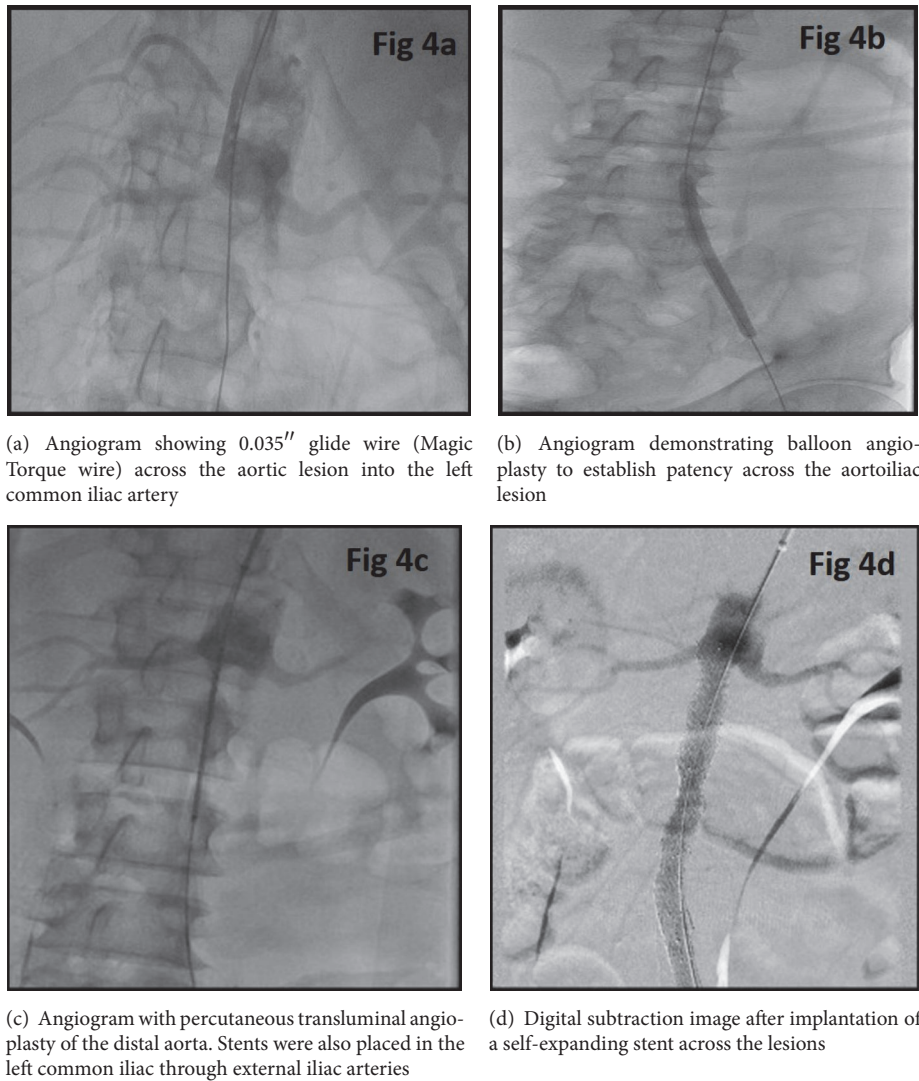 Fig 4a
Fig 4b
(a) Angiogram showing 0.035′′ glide wire (Magic
Torque wire) across the aortic lesion into the left
common iliac artery
(b) Angiogram demonstrating balloon angio-
plasty to establish patency across the aortoiliac
lesion
Fig 4c
Fig 4d
(c) Angiogram with percutaneous transluminal angio-
plasty of the distal aorta. Stents were also placed in the
left common iliac through external iliac arteries
(d) Digital subtraction image after implantation of
a self-expanding stent across the lesions